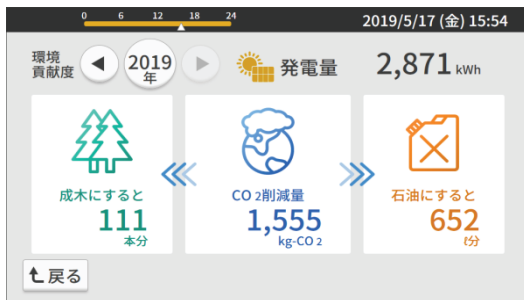 0 6 12 18 24
2019/5/17 (金) 15:54
環境
貢献度
2019
年
発電量
2,871 kWh
成木にすると
111
本分
CO 2削減量
1,555
kg-CO 2
石油にすると
652
ℓ分
戻る